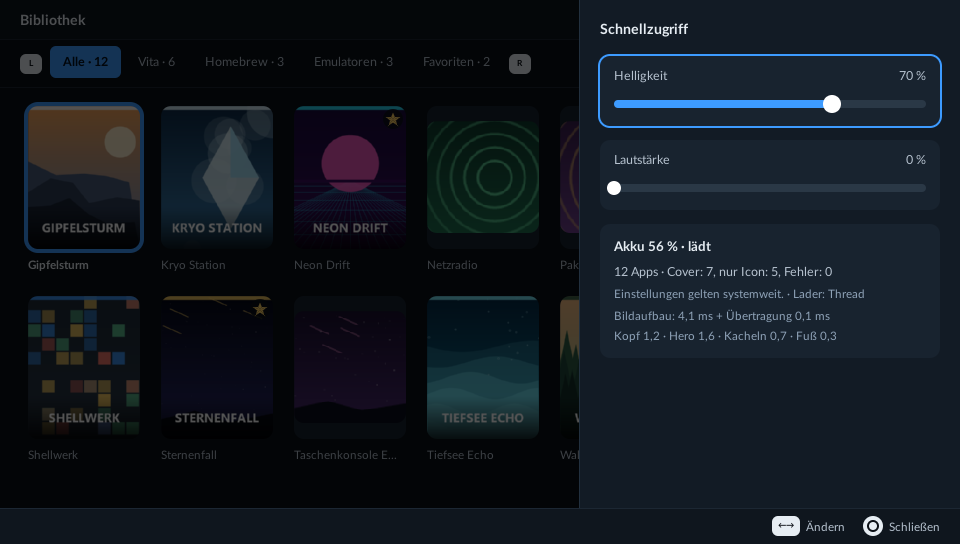 Bibliothek
L Alle · 12 Vita · 6 Homebrew · 3 Emulatoren · 3 Favoriten · 2 R
GIPFELSTURM
KRYO STATION
NEON DRIFT
Gipfelsturm
Kryo Station
Neon Drift
Netzradio
Pak
SHELLWERK
STERNENFALL
TIEFSEE ECHO
Shellwerk
Sternenfall
Taschenkonsole E...
Tiefsee Echo
Wal
Schnellzugriff
Helligkeit 70 %
Lautstärke 0 %
Akku 56 % · lädt
12 Apps · Cover: 7, nur Icon: 5, Fehler: 0
Einstellungen gelten systemweit. · Lader: Thread
Bildaufbau: 4,1 ms + Übertragung 0,1 ms
Kopf 1,2 · Hero 1,6 · Kacheln 0,7 · Fuß 0,3
Ändern Schließen